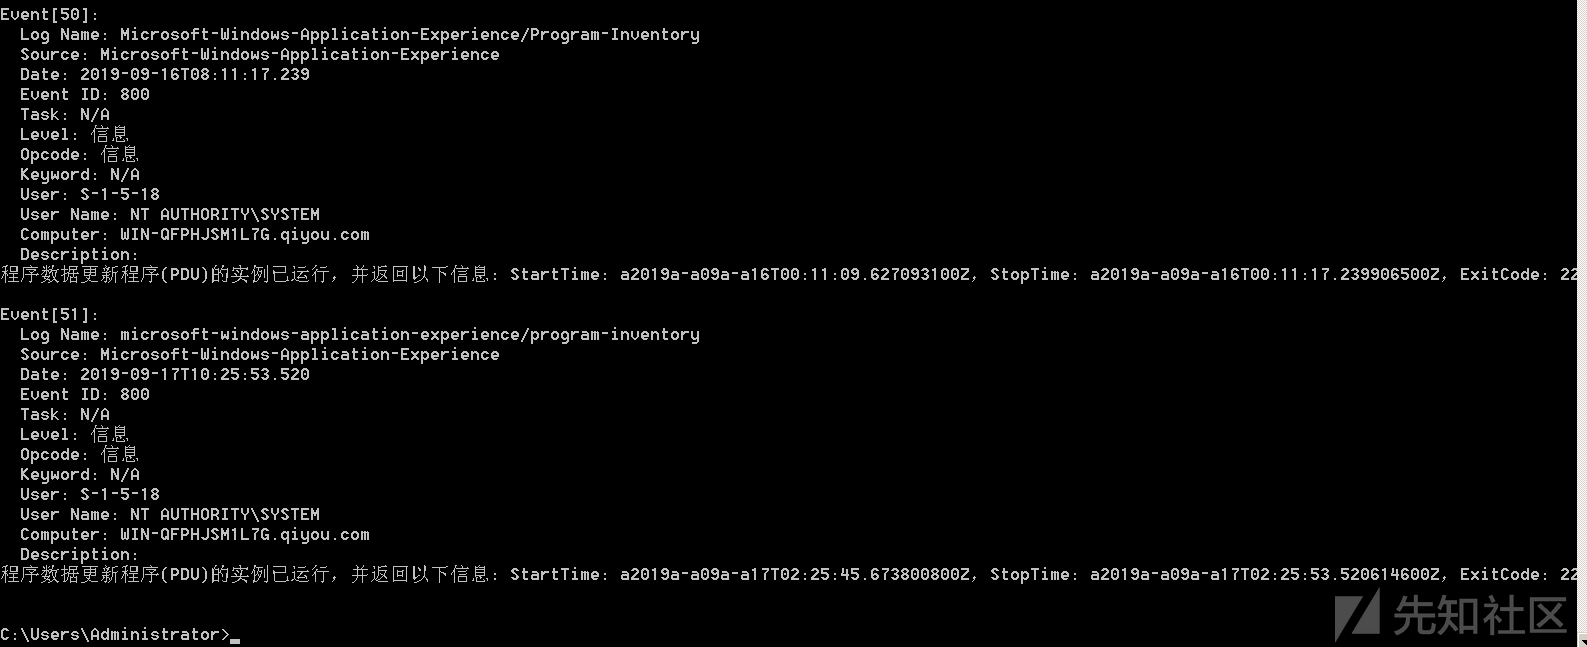 Event[50]:
Log Name: Microsoft-Windows-Application-Experience/Program-Inventory
Source: Microsoft-Windows-Application-Experience
Date: 2019-09-16T08:11:17.239
Event ID: 800
Task: N/A
Level: 信息
Opcode: 信息
Keyword: N/A
User: S-1-5-18
User Name: NT AUTHORITY\SYSTEM
Computer: WIN-QFPHJSM1L7G.qiyou.com
Description:
程序数据更新程序(PDU)的实例已运行，并返回以下信息: StartTime: a2019a-a09a-a16T00:11:09.627093100Z，StopTime: a2019a-a09a-a16T00:11:17.239906500Z，ExitCode: 22
Event[51]:
Log Name: microsoft-windows-application-experience/program-inventory
Source: Microsoft-Windows-Application-Experience
Date: 2019-09-17T10:25:53.520
Event ID: 800
Task: N/A
Level: 信息
Opcode: 信息
Keyword: N/A
User: S-1-5-18
User Name: NT AUTHORITY\SYSTEM
Computer: WIN-QFPHJSM1L7G.qiyou.com
Description:
程序数据更新程序(PDU)的实例已运行，并返回以下信息: StartTime: a2019a-a09a-a17T02:25:45.673800800Z，StopTime: a2019a-a09a-a17T02:25:53.520614600Z，ExitCode: 22
C:\Users\Administrator>
先知社区